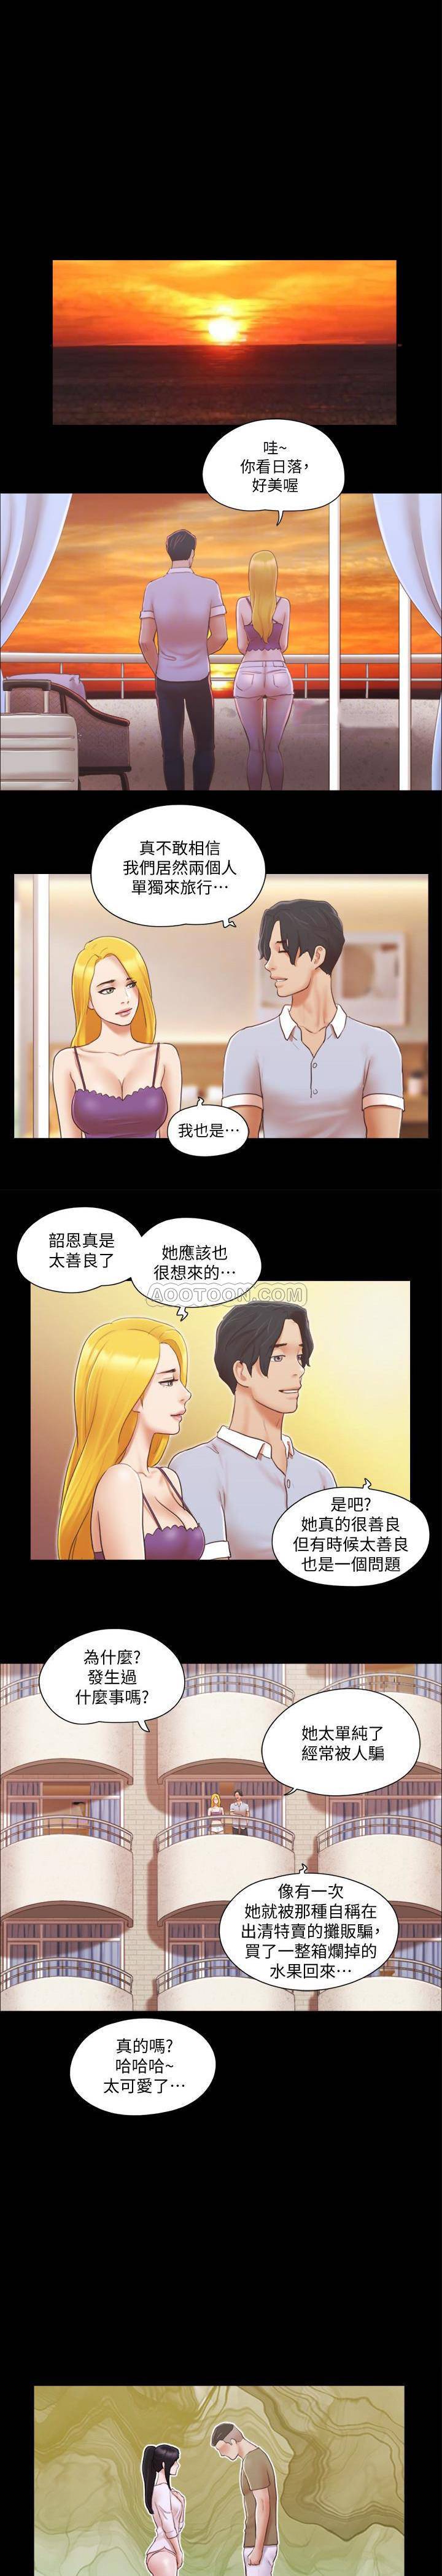 哇~
你看日落，
好美喔
真不敢相信
我們居然兩個人
單獨來旅行⋯
我也是⋯
韶恩真是
太善良了
她應該也
很想來的⋯
AOOTOON.COM
是吧?
她真的很善良
但有時候太善良
也是一個問題
為什麼?
發生過
什麼事嗎?
她太單純了
經常被人騙
像有一次
她就被那種自稱在
出清特賣的攤販騙，
買了一整箱爛掉的
水果回來⋯
真的嗎?
哈哈哈~
太可愛了⋯